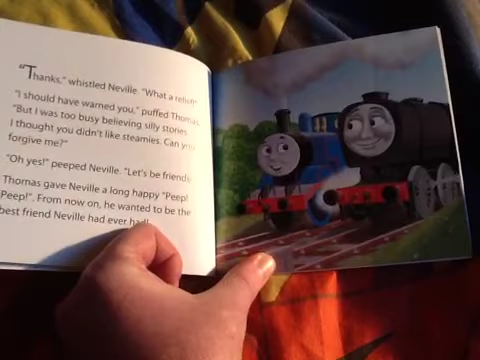 "Thanks," whistled Neville. "What a relief!"
"I should have warned you," puffed Thomas.
"But I was too busy believing silly stories.
I thought you didn't like steamies. Can you
forgive me?"
"Oh yes!" peeped Neville. "Let's be friends
Thomas gave Neville a long happy "Peep!
Peep!". From now on, he wanted to be the
best friend Neville had ever had!